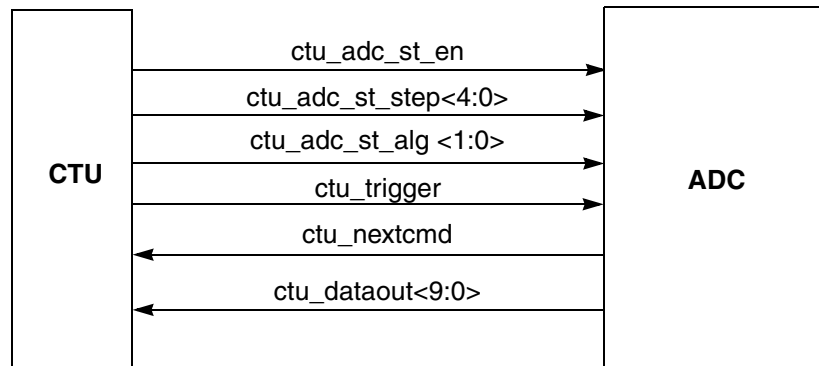 ctu_adc_st_en
ctu_adc_st_step<4:0>
ctu_adc_st_alg <1:0>
CTU
ADC
ctu_trigger
ctu_nextcmd
ctu_dataout<9:0>